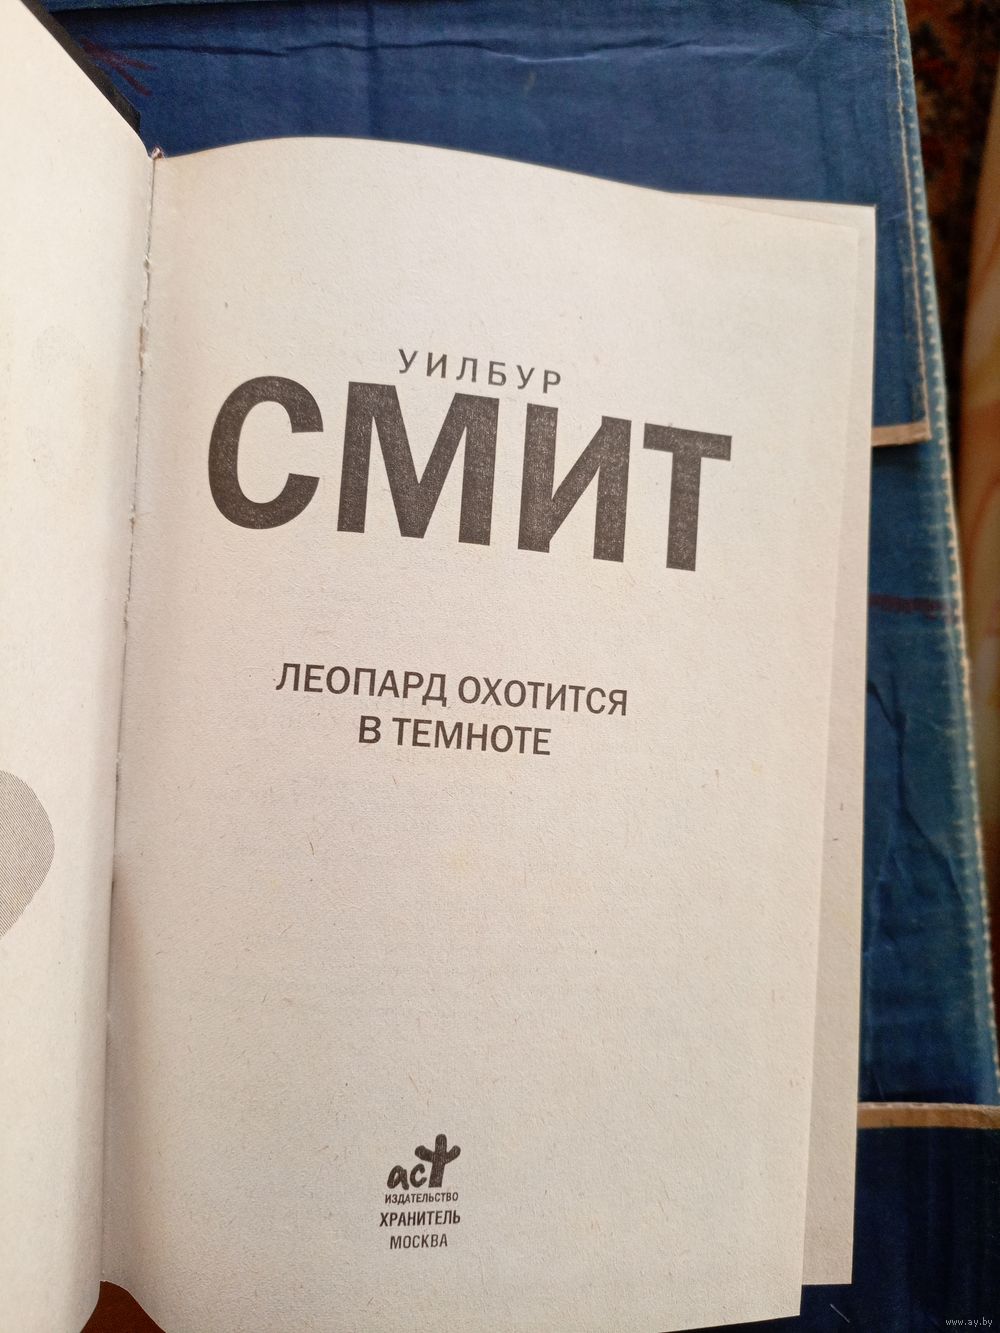 УИЛБУР
СМИТ
ЛЕОПАРД ОХОТИТСЯ
В ТЕМНОТЕ
аст
ИЗДАТЕЛЬСТВО
ХРАНИТЕЛЬ
МОСКВА
www.ay.by